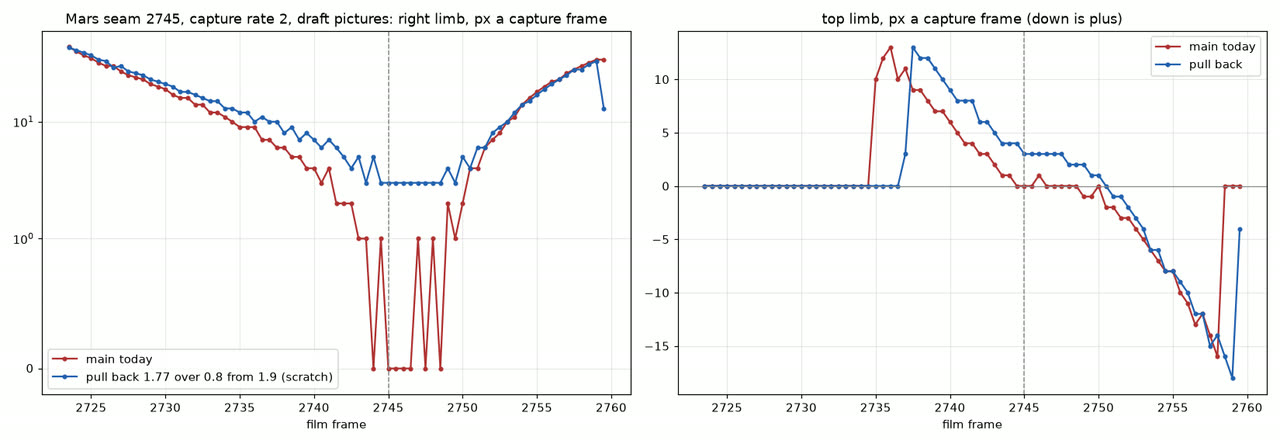 Mars seam 2745, capture rate 2, draft pictures: right limb, px a capture frame
10¹
10⁰
0
main today
pull back 1.77 over 0.8 from 1.9 (scratch)
2725 2730 2735 2740 2745 2750 2755 2760
film frame
top limb, px a capture frame (down is plus)
main today
pull back
10
5
0
−5
−10
−15
2725 2730 2735 2740 2745 2750 2755 2760
film frame